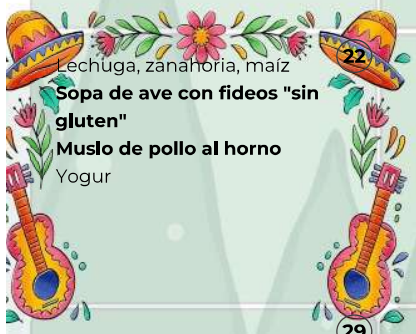 22
Lechuga, zanahoria, maíz
Sopa de ave con fideos "sin
gluten"
Muslo de pollo al horno
Yogur
29